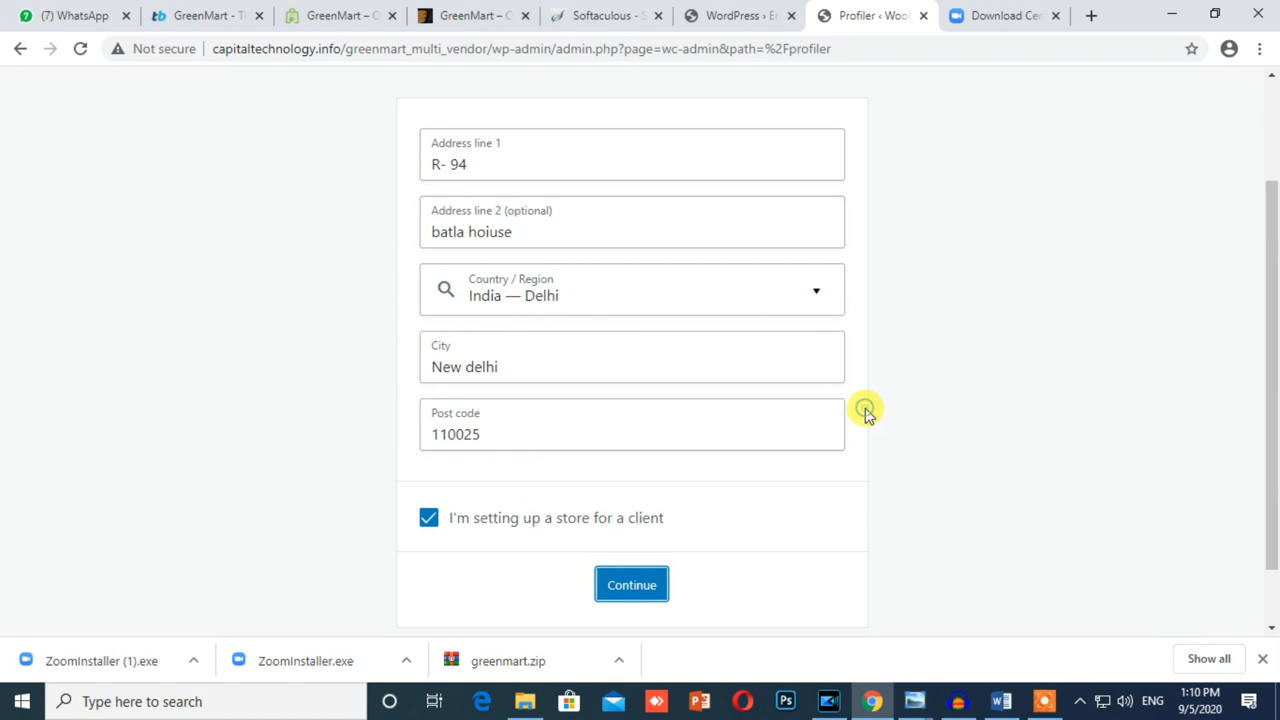 (7) WhatsApp
GreenMart - Th
GreenMart – C
GreenMart – C
Softaculous - S
WordPress › Er
Profiler ‹ Woo
Download Cen
Not secure
capitaltechnology.info/greenmart_multi_vendor/wp-admin/admin.php?page=wc-admin&path=%2Fprofiler
Address line 1
R- 94
Address line 2 (optional)
batla hoiuse
Country / Region
India — Delhi
City
New delhi
Post code
110025
I'm setting up a store for a client
Continue
ZoomInstaller (1).exe
ZoomInstaller.exe
greenmart.zip
Show all
Type here to search
ENG
1:10 PM
9/5/2020